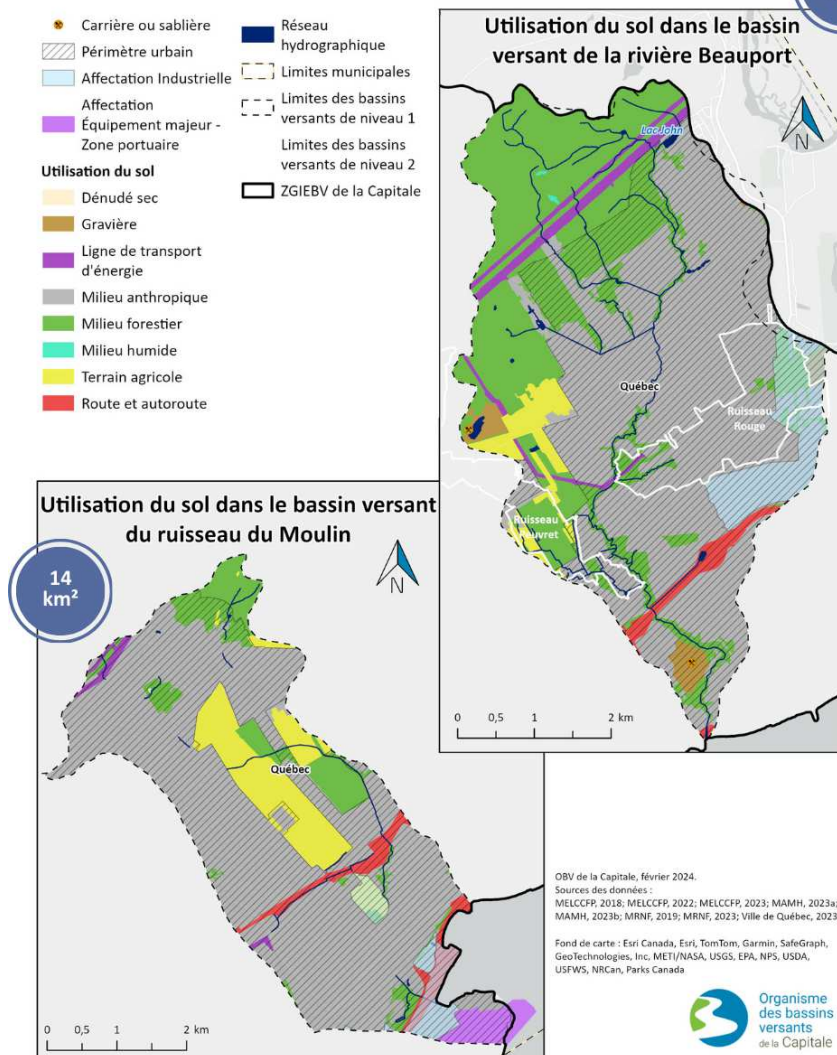 Carrière ou sablière
Périmètre urbain
Affectation Industrielle
Affectation
Équipement majeur -
Zone portuaire
Utilisation du sol
Dénudé sec
Gravière
Ligne de transport
d'énergie
Milieu anthropique
Milieu forestier
Milieu humide
Terrain agricole
Route et autoroute
Réseau
hydrographique
Limites municipales
Limites des bassins
versants de niveau 1
Limites des bassins
versants de niveau 2
ZGIEBV de la Capitale
Utilisation du sol dans le bassin
versant de la rivière Beauport
Lac John
N
Québec
Ruisseau
Rouge
Ruisseau
0 0,5 1 2 km
Utilisation du sol dans le bassin versant
du ruisseau du Moulin
14
km²
N
Québec
0 0,5 1 2 km
OBV de la Capitale, février 2024.
Sources des données :
MELCCFP, 2018; MELCCFP, 2022; MELCCFP, 2023; MAMH, 2023a;
MAMH, 2023b; MRNF, 2019; MRNF, 2023; Ville de Québec, 2023
Fond de carte : Esri Canada, Esri, TomTom, Garmin, SafeGraph,
GeoTechnologies, Inc, METI/NASA, USGS, EPA, NPS, USDA,
USFWS, NRCan, Parks Canada
Organisme
des bassins
versants
de la Capitale